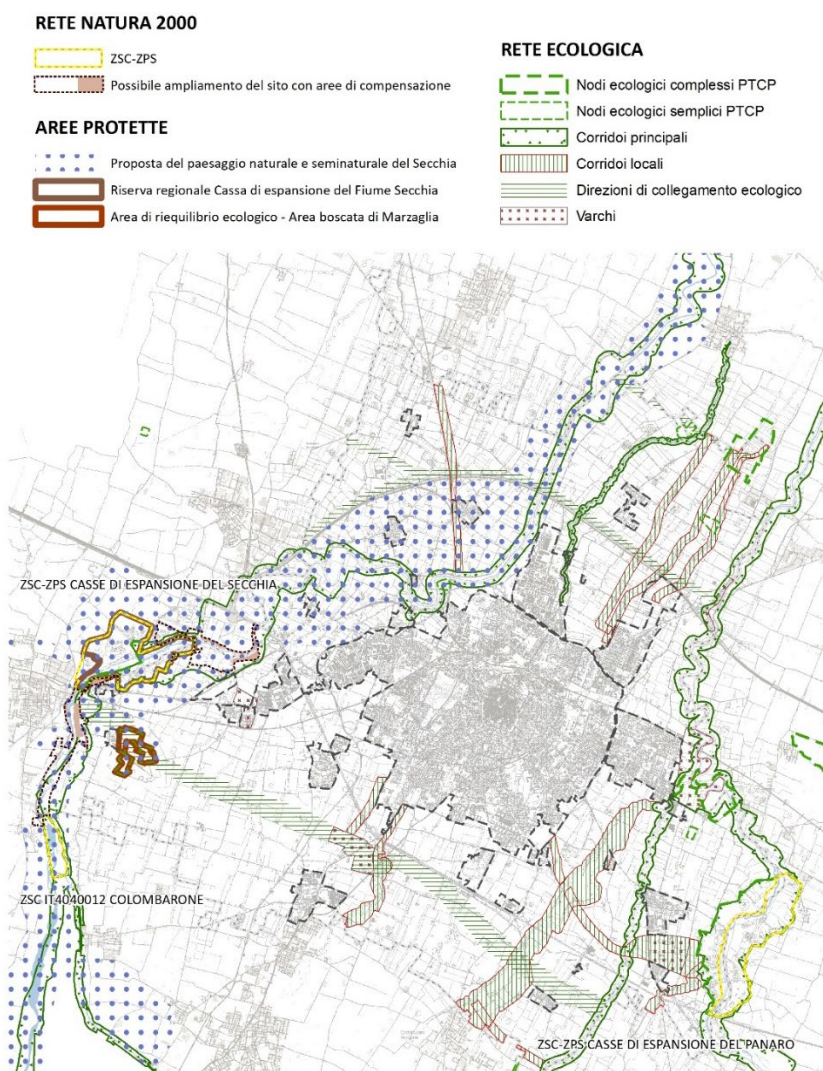 RETE NATURA 2000
ZSC-ZPS
Possibile ampliamento del sito con aree di compensazione
AREE PROTETTE
Proposta del paesaggio naturale e seminaturale del Secchia
Riserva regionale Cassa di espansione del Fiume Secchia
Area di riequilibrio ecologico - Area boscata di Marzaglia
RETE ECOLOGICA
Nodi ecologici complessi PTCP
Nodi ecologici semplici PTCP
Corridoi principali
Corridoi locali
Direzioni di collegamento ecologico
Varchi
ZSC-ZPS CASSE DI ESPANSIONE DEL SECCHIA
ZSC IT4040012 COLOMBARONE
ZSC-ZPS CASSE DI ESPANSIONE DEL PANARO